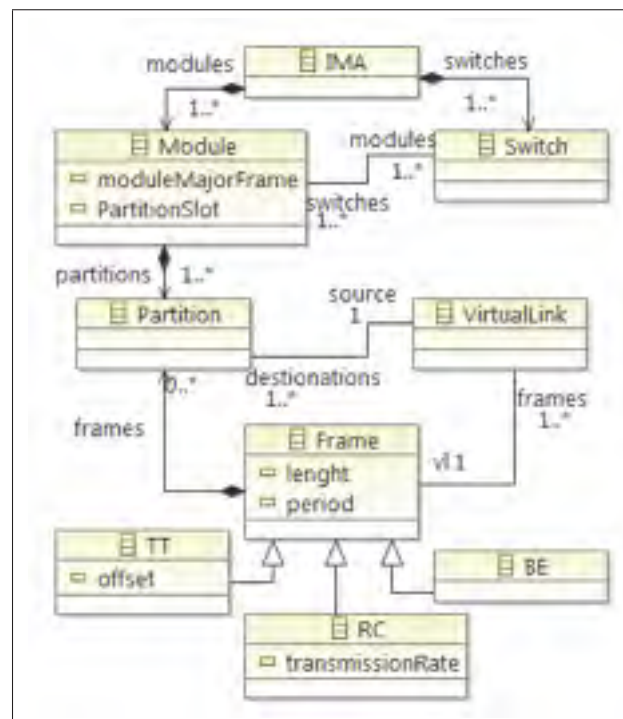 IMA
modules
switches
1..*
1..*
Module
moduleMajorFrame
PartitionSlot
modules
1..*
Switch
switches
1..*
partitions
1..*
Partition
source
1
VirtualLink
0..*
destionations
1..*
frames
frames
1..*
Frame
lenght
period
vl 1
TT
offset
BE
RC
transmissionRate